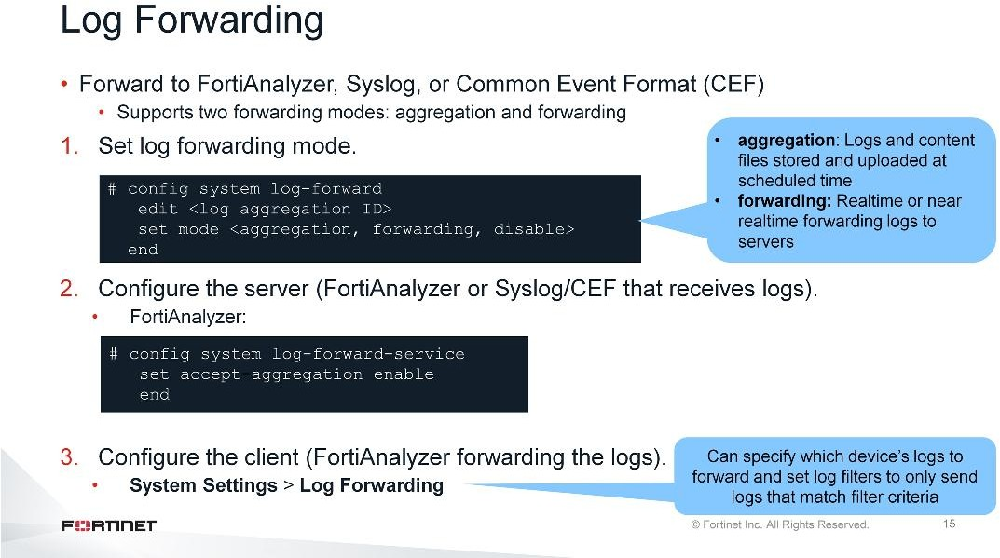 Log Forwarding
• Forward to FortiAnalyzer, Syslog, or Common Event Format (CEF)
• Supports two forwarding modes: aggregation and forwarding
1. Set log forwarding mode.
# config system log-forward
edit <log aggregation ID>
set mode <aggregation, forwarding, disable>
end
• aggregation: Logs and content
files stored and uploaded at
scheduled time
• forwarding: Realtime or near
realtime forwarding logs to
servers
2. Configure the server (FortiAnalyzer or Syslog/CEF that receives logs).
• FortiAnalyzer:
# config system log-forward-service
set accept-aggregation enable
end
3. Configure the client (FortiAnalyzer forwarding the logs).
• System Settings > Log Forwarding
Can specify which device's logs to
forward and set log filters to only send
logs that match filter criteria
FORTINET
© Fortinet Inc. All Rights Reserved.
15